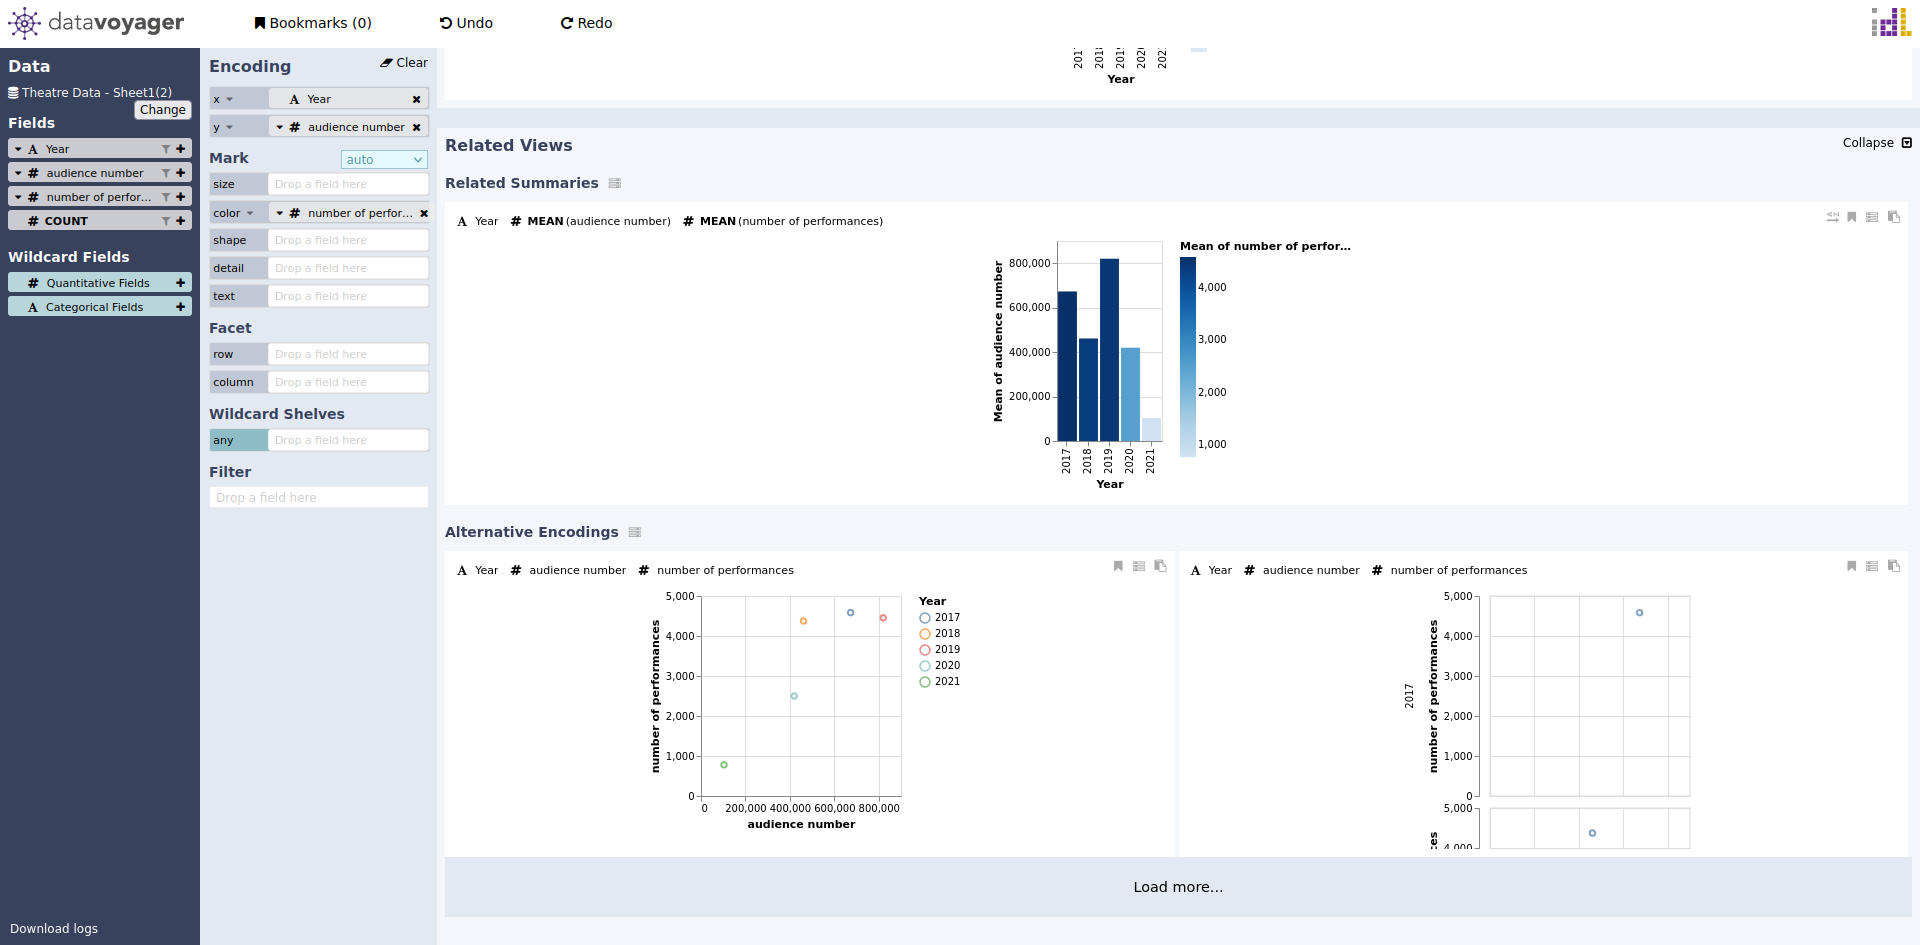 datavoyager
Bookmarks (0)
Undo
Redo
Data
Theatre Data - Sheet1(2)
Change
Fields
A Year
# audience number
# number of perfor...
# COUNT
Wildcard Fields
# Quantitative Fields
A Categorical Fields
Download logs
Encoding
Clear
x
A Year
y
# audience number
Mark
auto
size
Drop a field here
color
# number of perfor...
shape
Drop a field here
detail
Drop a field here
text
Drop a field here
Facet
row
Drop a field here
column
Drop a field here
Wildcard Shelves
any
Drop a field here
Filter
Drop a field here
Year
Related Views
Collapse
Related Summaries
A Year # MEAN (audience number) # MEAN (number of performances)
Mean of audience number
800,000
600,000
400,000
200,000
0
2017
2018
2019
2020
2021
Year
Mean of number of perfor...
4,000
3,000
2,000
1,000
Alternative Encodings
A Year # audience number # number of performances
number of performances
5,000
4,000
3,000
2,000
1,000
0
0 200,000 400,000 600,000 800,000
audience number
Year
2017
2018
2019
2020
2021
A Year # audience number # number of performances
2017
number of performances
5,000
4,000
3,000
2,000
1,000
0
5,000
4,000
Load more...